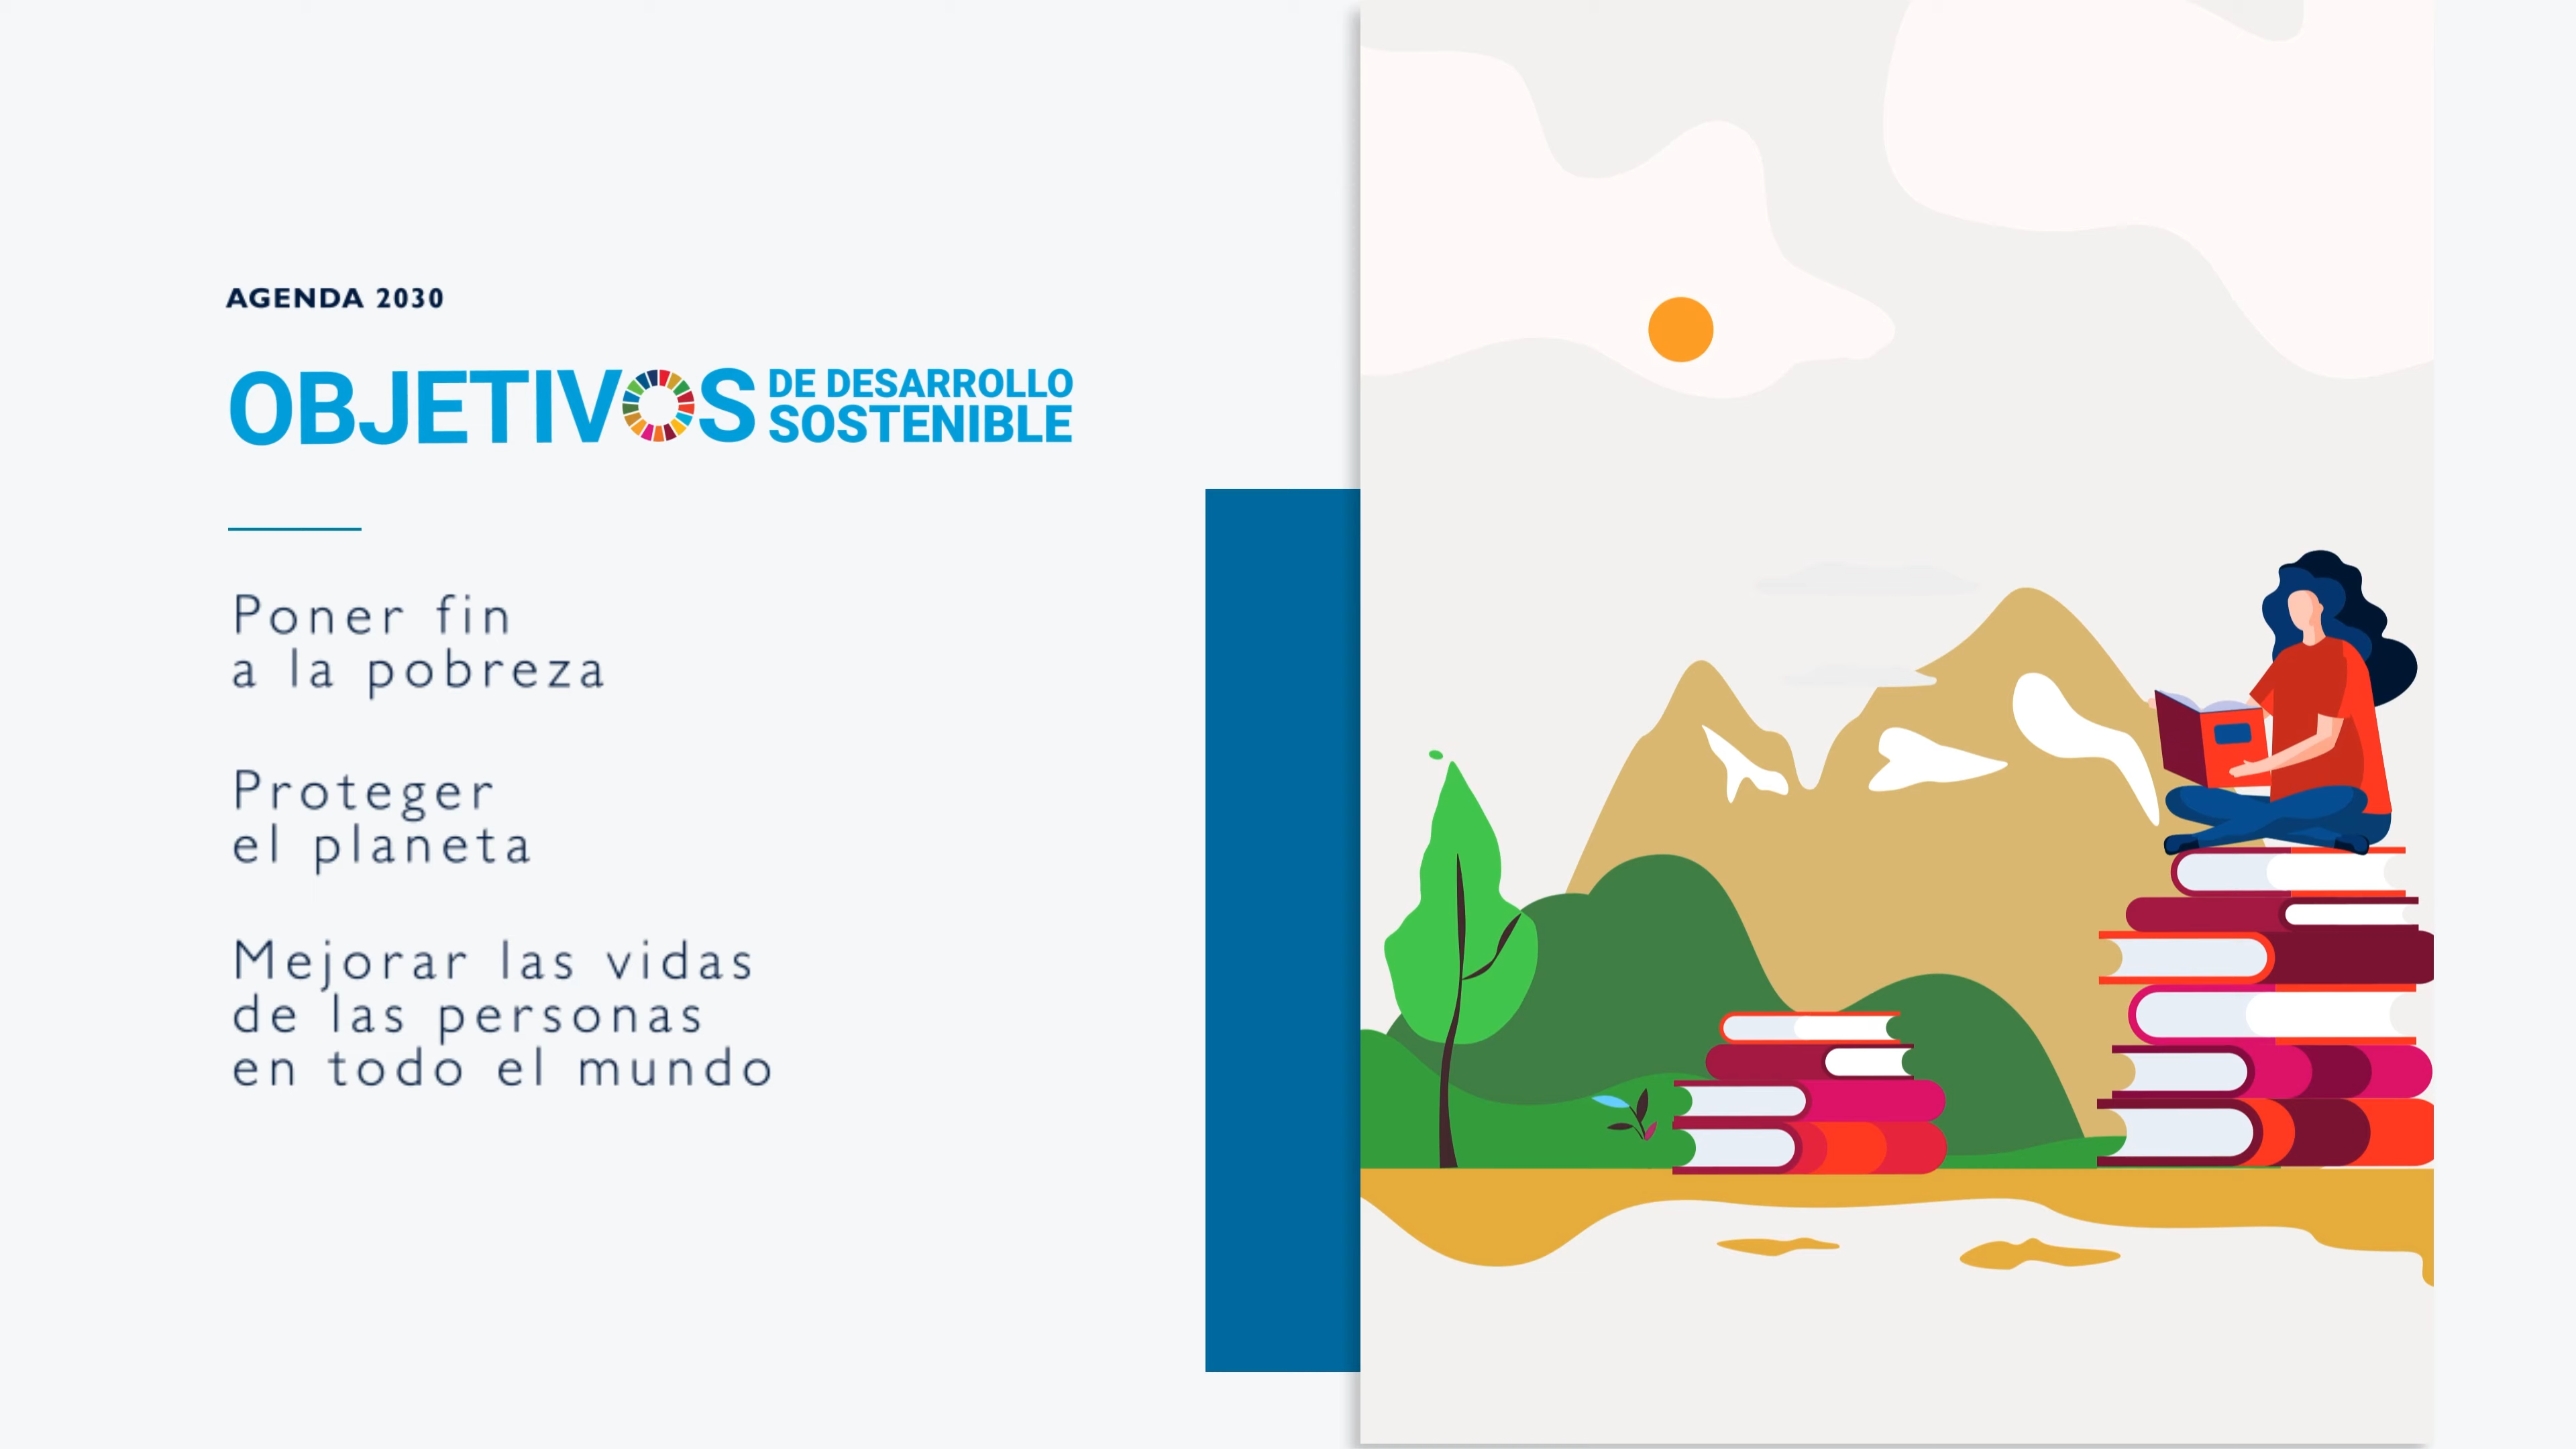 AGENDA 2030
OBJETIVOS DE DESARROLLO
SOSTENIBLE
Poner fin
a la pobreza
Proteger
el planeta
Mejorar las vidas
de las personas
en todo el mundo